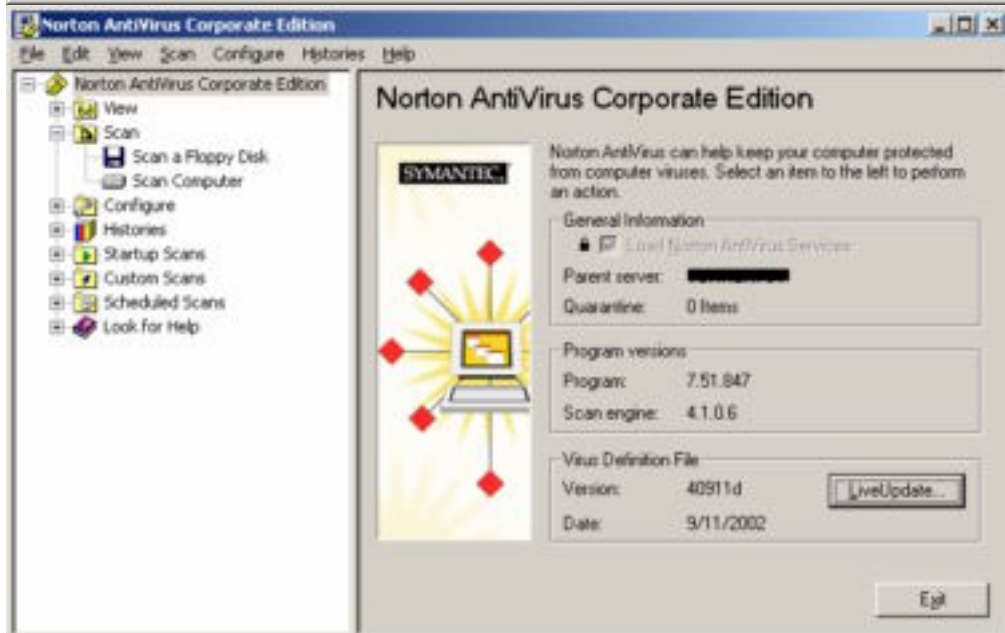 Norton AntiVirus Corporate Edition
File Edit View Scan Configure Histories Help
Norton AntiVirus Corporate Edition
View
Scan
Scan a Floppy Disk
Scan Computer
Configure
Histories
Startup Scans
Custom Scans
Scheduled Scans
Look for Help
Norton AntiVirus Corporate Edition
SYMANTEC.
Norton AntiVirus can help keep your computer protected
from computer viruses. Select an item to the left to perform
an action.
General Information
Load Norton AntiVirus Services
Parent server:
Quarantine: 0 Items
Program versions
Program: 7.51.847
Scan engine: 4.1.0.6
Virus Definition File
Version: 40911d
LiveUpdate...
Date: 9/11/2002
Exit